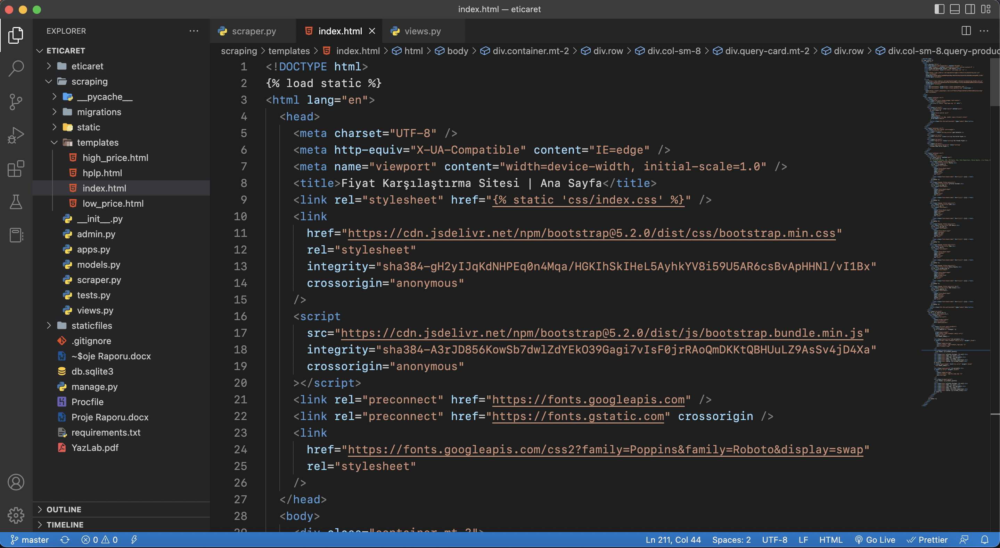 index.html — eticaret
EXPLORER
ETICARET
eticaret
scraping
__pycache__
migrations
static
templates
high_price.html
hplp.html
index.html
low_price.html
__init__.py
admin.py
apps.py
models.py
scraper.py
tests.py
views.py
staticfiles
.gitignore
~$oje Raporu.docx
db.sqlite3
manage.py
Procfile
Proje Raporu.docx
requirements.txt
YazLab.pdf
OUTLINE
TIMELINE
scraper.py index.html views.py
scraping > templates > index.html > html > body > div.container.mt-2 > div.row > div.col-sm-8 > div.query-card.mt-2 > div.row > div.col-sm-8.query-produc
1 <!DOCTYPE html>
2 {% load static %}
3 <html lang="en">
4 <head>
5 <meta charset="UTF-8" />
6 <meta http-equiv="X-UA-Compatible" content="IE=edge" />
7 <meta name="viewport" content="width=device-width, initial-scale=1.0" />
8 <title>Fiyat Karşılaştırma Sitesi | Ana Sayfa</title>
9 <link rel="stylesheet" href="{% static 'css/index.css' %}" />
10 <link
11 href="https://cdn.jsdelivr.net/npm/bootstrap@5.2.0/dist/css/bootstrap.min.css"
12 rel="stylesheet"
13 integrity="sha384-gH2yIJqKdNHPEq0n4Mqa/HGKIhSkIHeL5AyhkYV8i59U5AR6csBvApHHNl/vI1Bx"
14 crossorigin="anonymous"
15 />
16 <script
17 src="https://cdn.jsdelivr.net/npm/bootstrap@5.2.0/dist/js/bootstrap.bundle.min.js"
18 integrity="sha384-A3rJD856KowSb7dwlZdYEkO39Gagi7vIsF0jrRAoQmDKKtQBHUuLZ9AsSv4jD4Xa"
19 crossorigin="anonymous"
20 ></script>
21 <link rel="preconnect" href="https://fonts.googleapis.com" />
22 <link rel="preconnect" href="https://fonts.gstatic.com" crossorigin />
23 <link
24 href="https://fonts.googleapis.com/css2?family=Poppins&family=Roboto&display=swap"
25 rel="stylesheet"
26 />
27 </head>
28 <body>
29 <div class="container mt-2">
master 0 0 Ln 211, Col 44 Spaces: 2 UTF-8 LF HTML Go Live Prettier